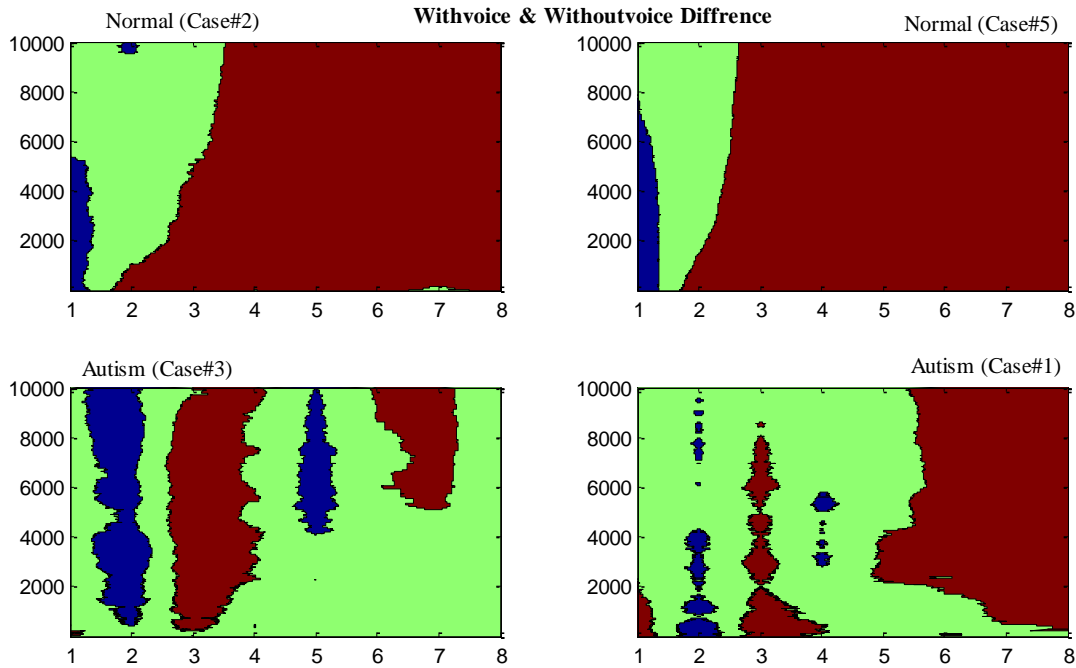 Withvoice & Withoutvoice Diffrence
Normal (Case#2)
10000
8000
6000
4000
2000
1 2 3 4 5 6 7 8
Normal (Case#5)
10000
8000
6000
4000
2000
1 2 3 4 5 6 7 8
Autism (Case#3)
10000
8000
6000
4000
2000
1 2 3 4 5 6 7 8
Autism (Case#1)
10000
8000
6000
4000
2000
1 2 3 4 5 6 7 8